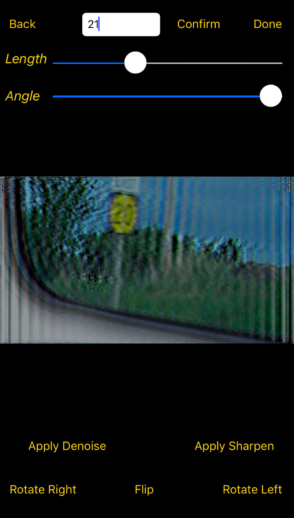 Back 21 Confirm Done
Length
Angle
Apply Denoise Apply Sharpen
Rotate Right Flip Rotate Left